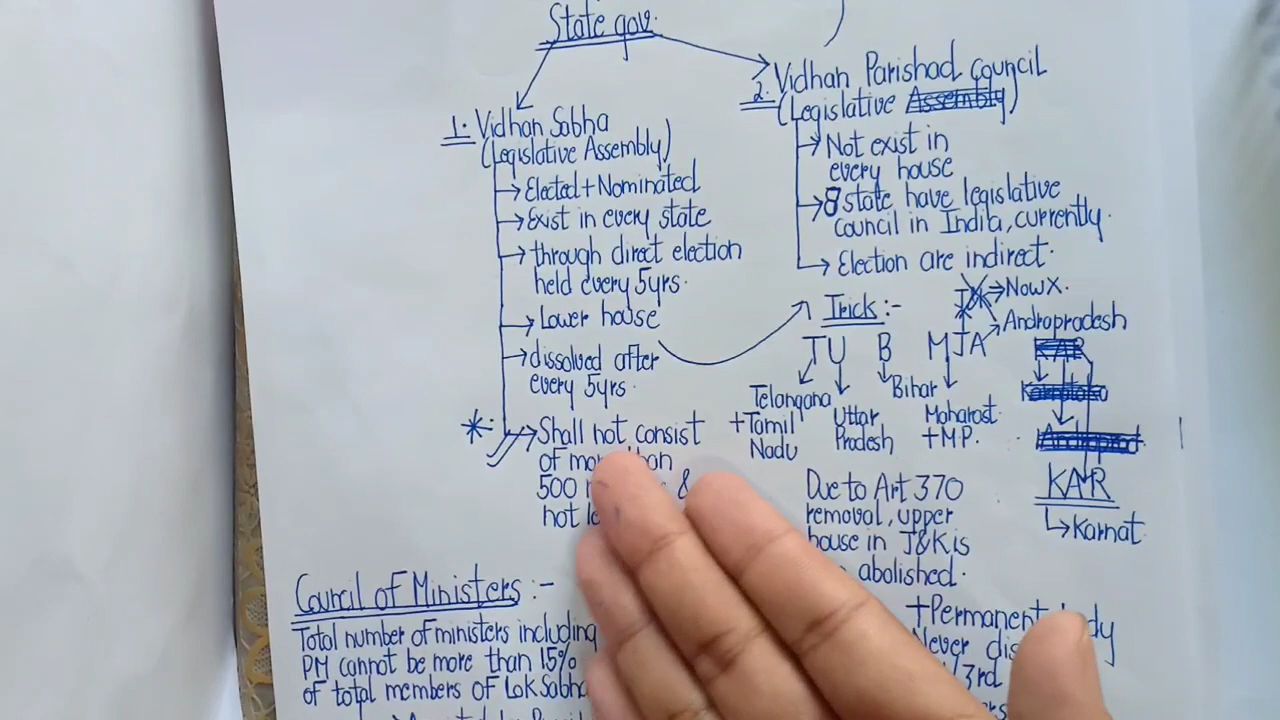 State gov.
1. Vidhan Sabha
(Legislative Assembly)
→ Elected + Nominated
→ Exist in every state
→ through direct election
held every 5yrs.
→ Lower house
→ dissolved after
every 5yrs.
*: → Shall not consist
of
500 &
not
2. Vidhan Parishad Council
(Legislative Assembly)
→ Not exist in
every house
→ 8 state have legislative
council in India, currently.
→ Election are indirect.
Trick :-
→ Now X.
Andropradesh
TU B MJA
KAR
Telangana
+Tamil
Nadu
Uttar
Pradesh
Bihar
Maharast
+ M.P.
Karnataka
Androprad
KAR
↳ Karnat
Due to Art 370
removal, upper
house in J&K is
abolished.
+Permanent
Never
3rd
Council of Ministers :-
Total number of ministers including
PM cannot be more than 15%
of total members of Lok Sabha